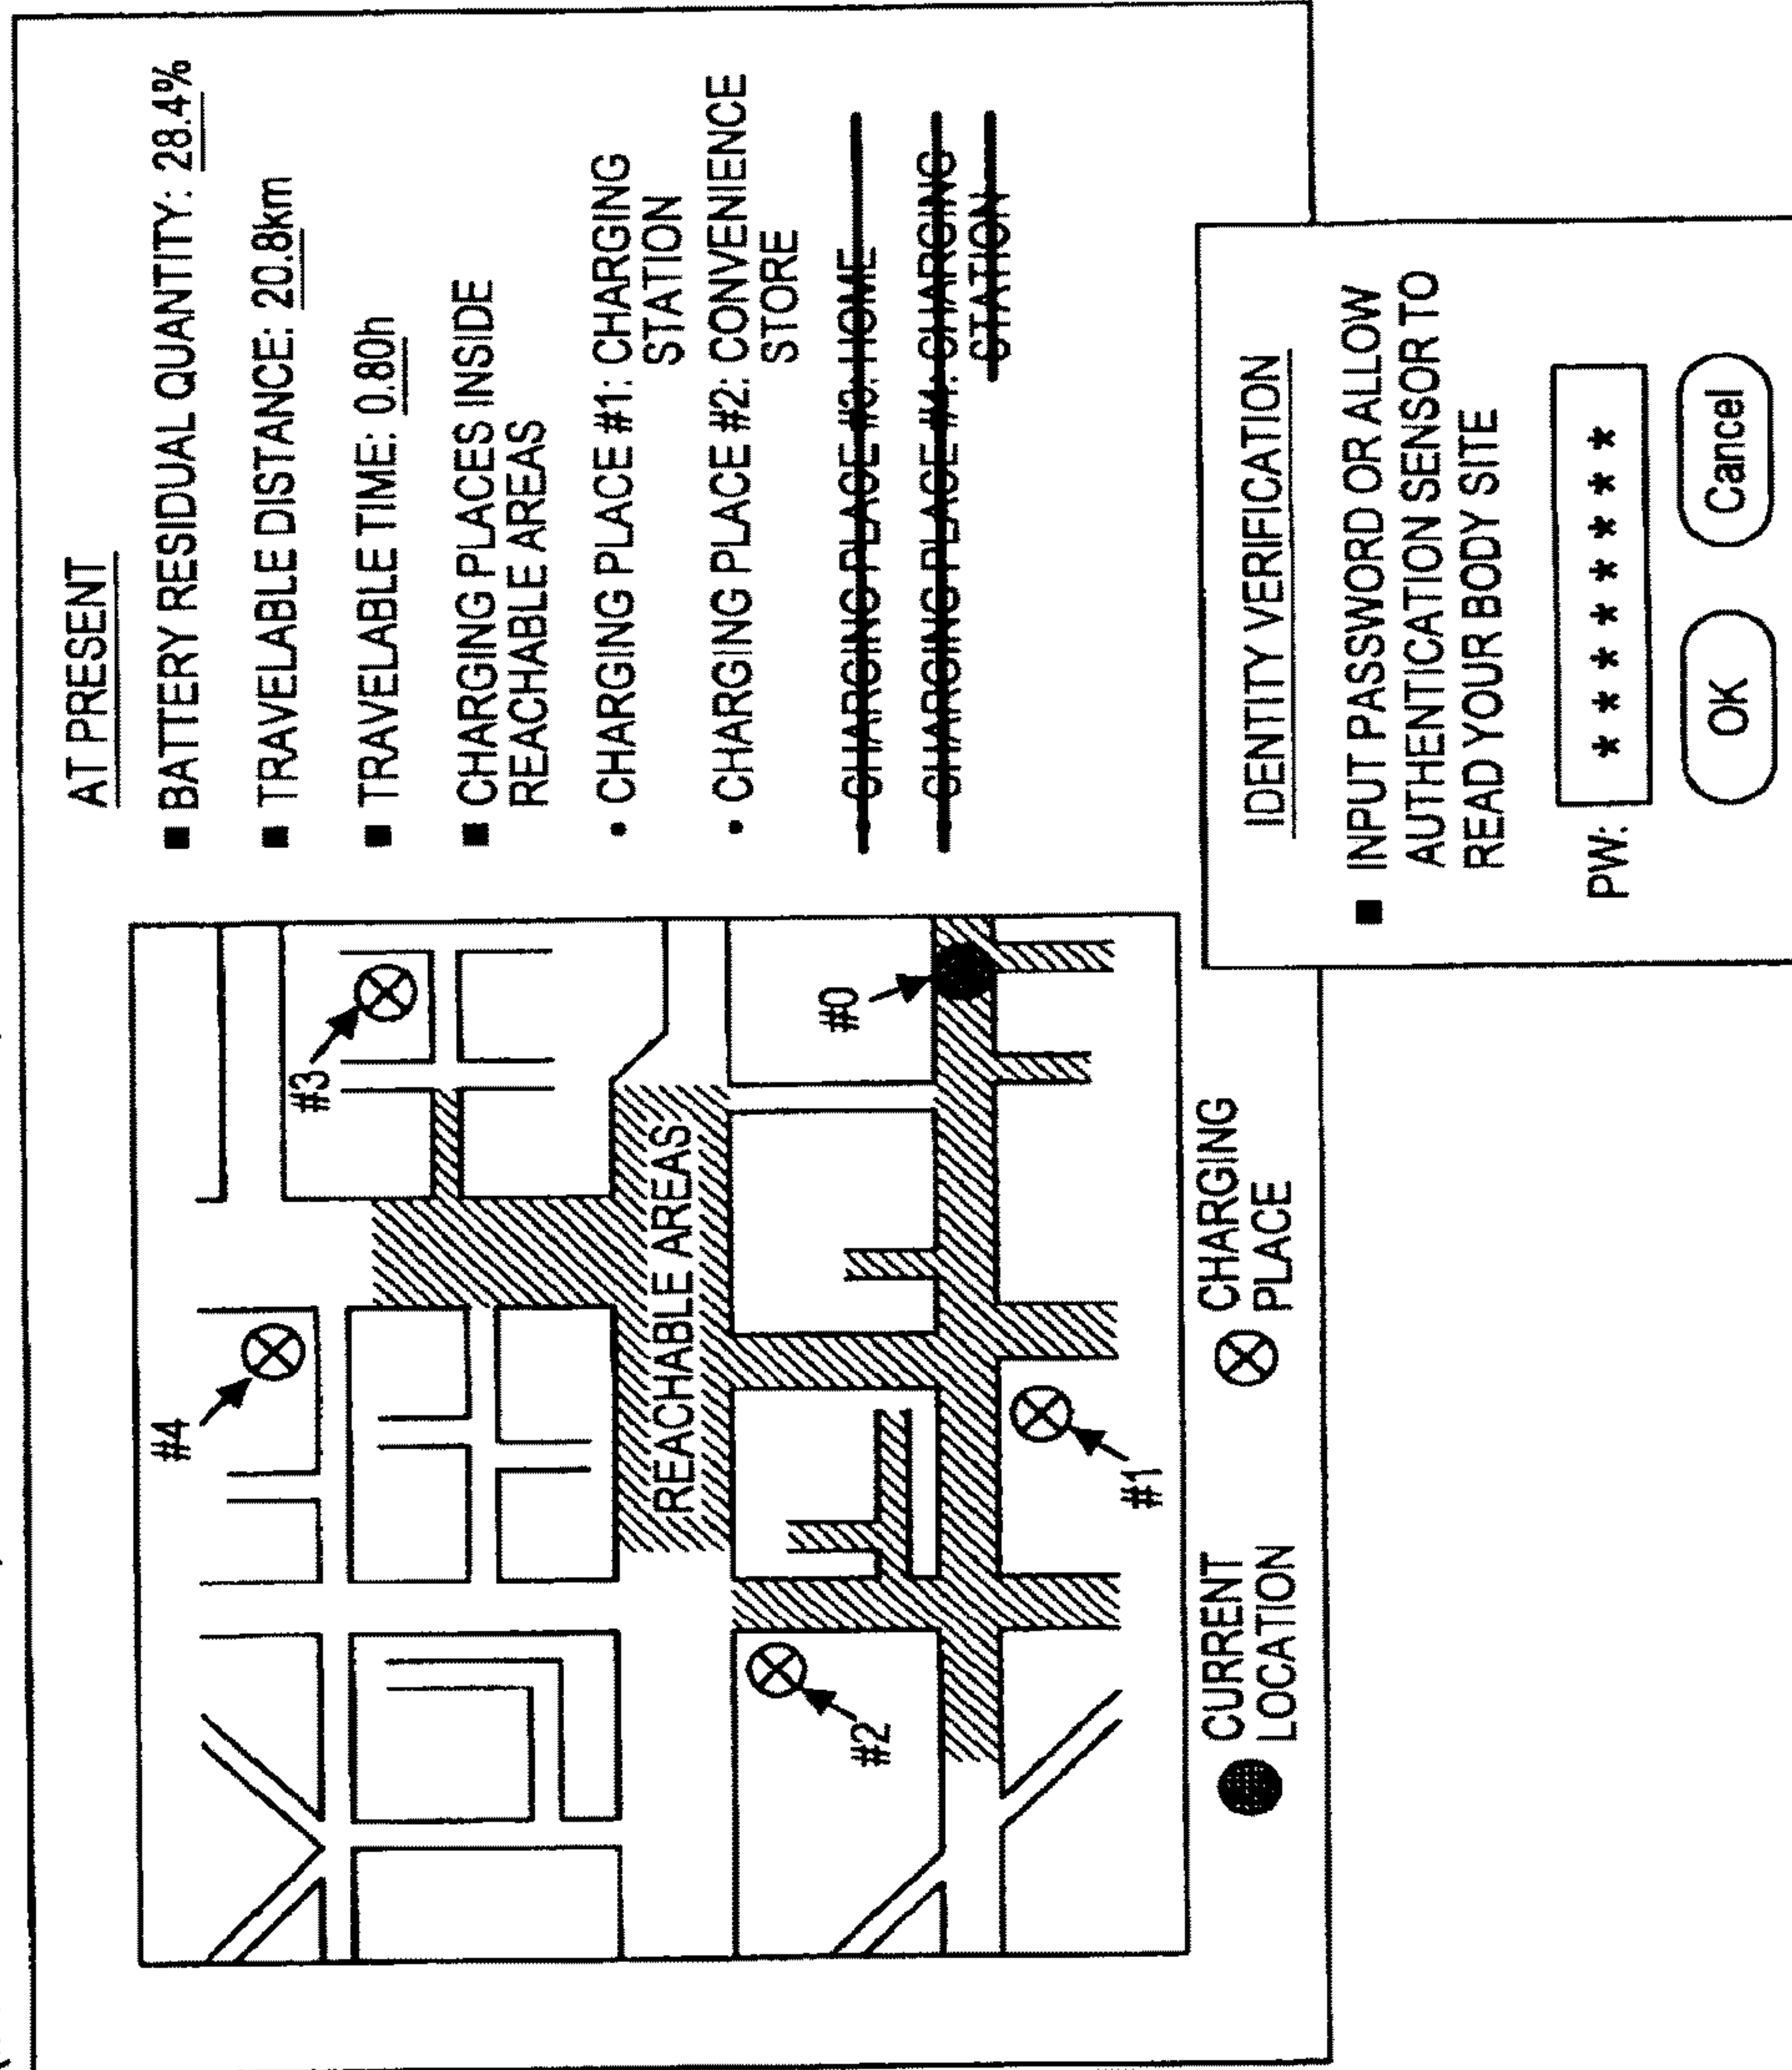 AT PRESENT
■ BATTERY RESIDUAL QUANTITY: 28.4%
■ TRAVELABLE DISTANCE: 20.8km
■ TRAVELABLE TIME: 0.80h
■ CHARGING PLACES INSIDE
REACHABLE AREAS
• CHARGING PLACE #1: CHARGING
STATION
• CHARGING PLACE #2: CONVENIENCE
STORE
• CHARGING PLACE #3: HOME
• CHARGING PLACE #4: CHARGING
STATION
#4
#3
REACHABLE AREAS
#2
#0
#1
CURRENT
LOCATION
CHARGING
PLACE
IDENTITY VERIFICATION
■ INPUT PASSWORD OR ALLOW
AUTHENTICATION SENSOR TO
READ YOUR BODY SITE
PW: ********
OK
Cancel